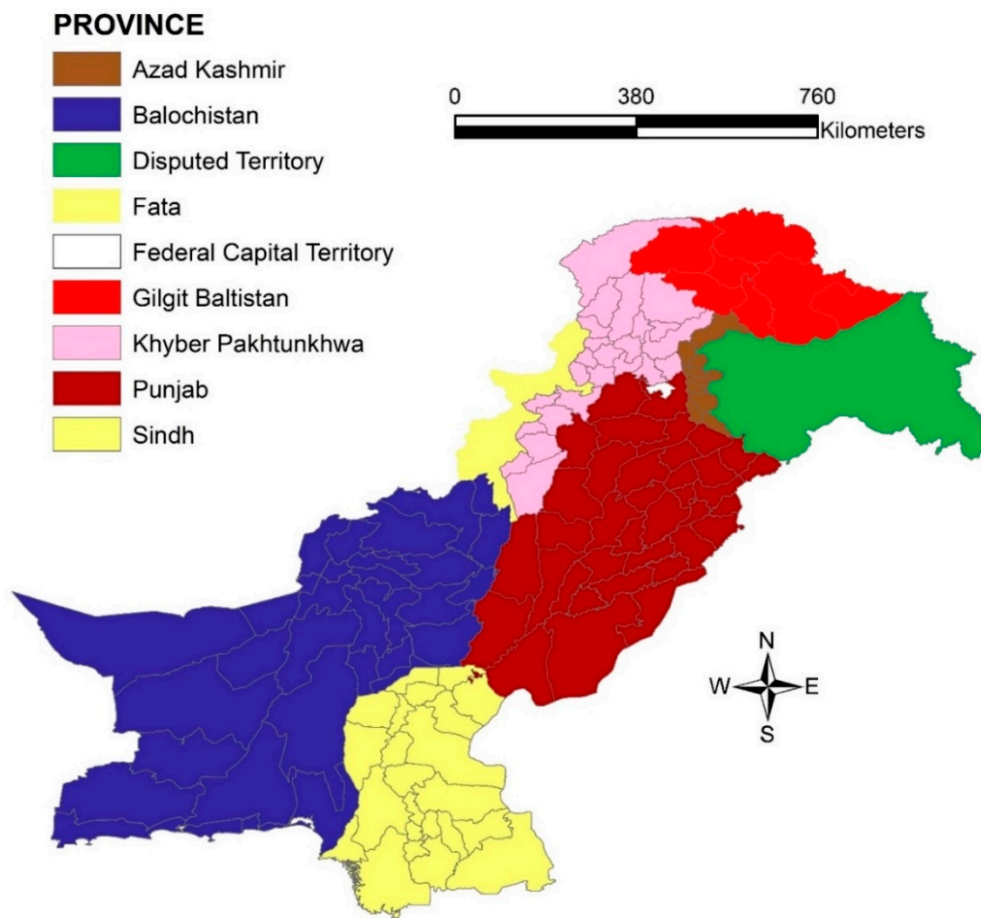 PROVINCE
Azad Kashmir
Balochistan
Disputed Territory
Fata
Federal Capital Territory
Gilgit Baltistan
Khyber Pakhtunkhwa
Punjab
Sindh
0 380 760
Kilometers
N
W E
S